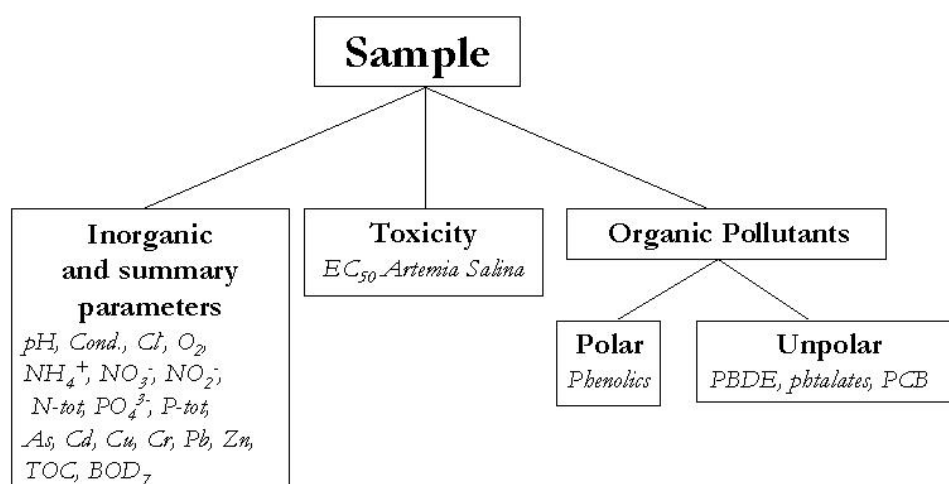 Sample
Inorganic
and summary
parameters
pH, Cond., Cl⁻, O₂,
NH₄⁺, NO₃⁻, NO₂⁻,
N-tot, PO₄³⁻, P-tot,
As, Cd, Cu, Cr, Pb, Zn,
TOC, BOD₇
Toxicity
EC₅₀ Artemia Salina
Organic Pollutants
Polar
Phenolics
Unpolar
PBDE, phtalates, PCB